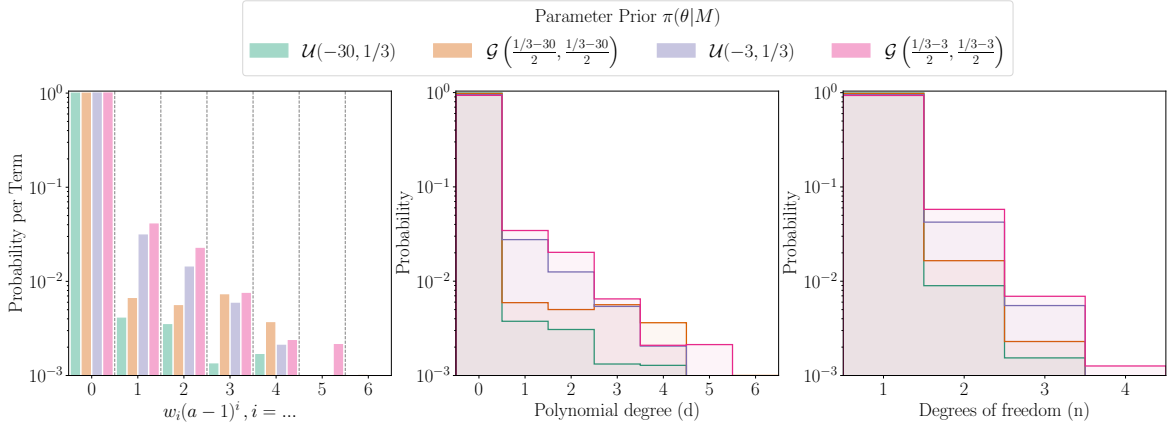 Parameter Prior π(θ|M)
𝒰(−30, 1/3)
𝒢(1/3−30/2, 1/3−30/2)
𝒰(−3, 1/3)
𝒢(1/3−3/2, 1/3−3/2)
Probability per Term
10⁰
10⁻¹
10⁻²
10⁻³
0 1 2 3 4 5 6
w_i(a − 1)^i, i = ...
Probability
10⁰
10⁻¹
10⁻²
10⁻³
0 1 2 3 4 5 6
Polynomial degree (d)
Probability
10⁰
10⁻¹
10⁻²
10⁻³
1 2 3 4
Degrees of freedom (n)